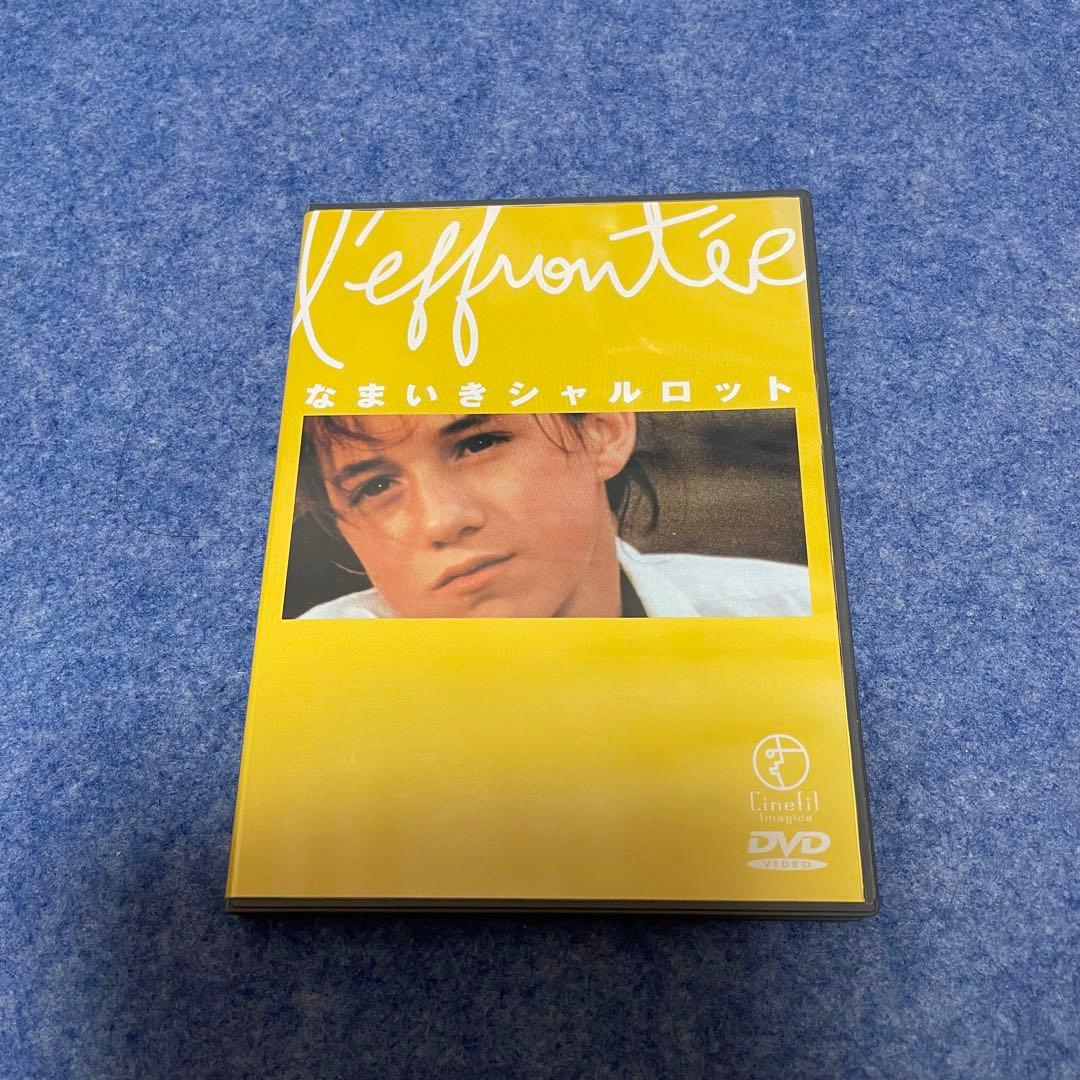 l'effrontée
なまいきシャルロット
Cinefil
Imagica
DVD
VIDEO